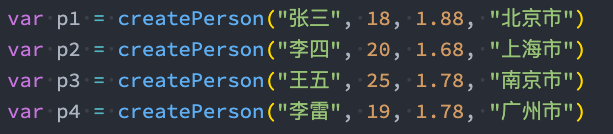 var p1 = createPerson("张三", 18, 1.88, "北京市")
var p2 = createPerson("李四", 20, 1.68, "上海市")
var p3 = createPerson("王五", 25, 1.78, "南京市")
var p4 = createPerson("李雷", 19, 1.78, "广州市")